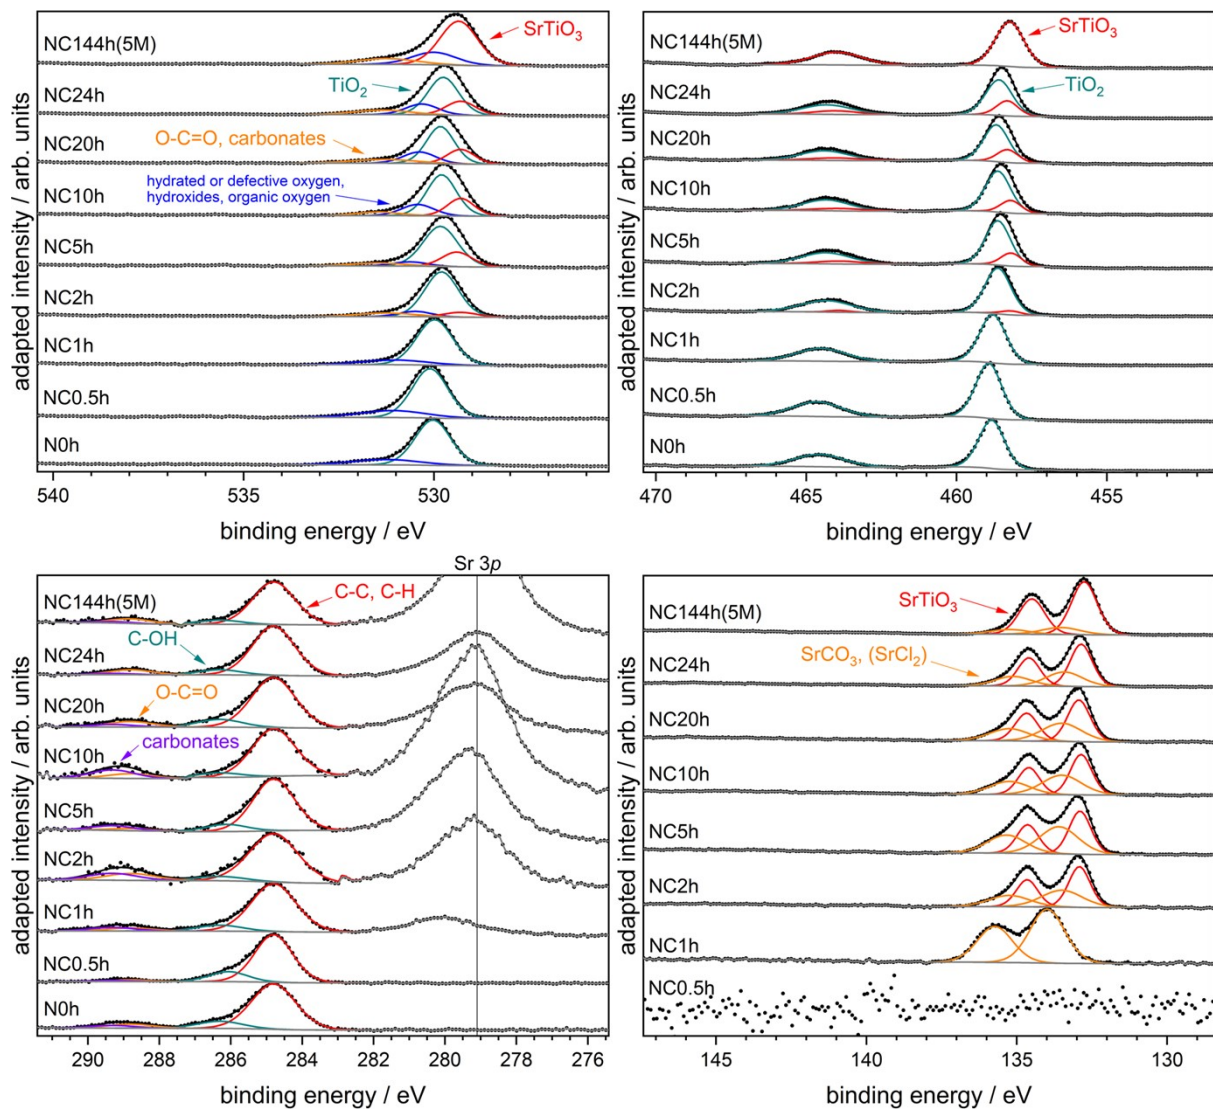 adapted intensity / arb. units
NC144h(5M)
SrTiO3
NC24h
TiO2
NC20h
O-C=O, carbonates
hydrated or defective oxygen,
hydroxides, organic oxygen
NC10h
NC5h
NC2h
NC1h
NC0.5h
N0h
540 535 530
binding energy / eV
adapted intensity / arb. units
NC144h(5M)
SrTiO3
NC24h
TiO2
NC20h
NC10h
NC5h
NC2h
NC1h
NC0.5h
N0h
470 465 460 455
binding energy / eV
adapted intensity / arb. units
Sr 3p
NC144h(5M)
C-C, C-H
C-OH
NC24h
O-C=O
NC20h
carbonates
NC10h
NC5h
NC2h
NC1h
NC0.5h
N0h
290 288 286 284 282 280 278 276
binding energy / eV
adapted intensity / arb. units
NC144h(5M)
SrTiO3
SrCO3, (SrCl2)
NC24h
NC20h
NC10h
NC5h
NC2h
NC1h
NC0.5h
145 140 135 130
binding energy / eV